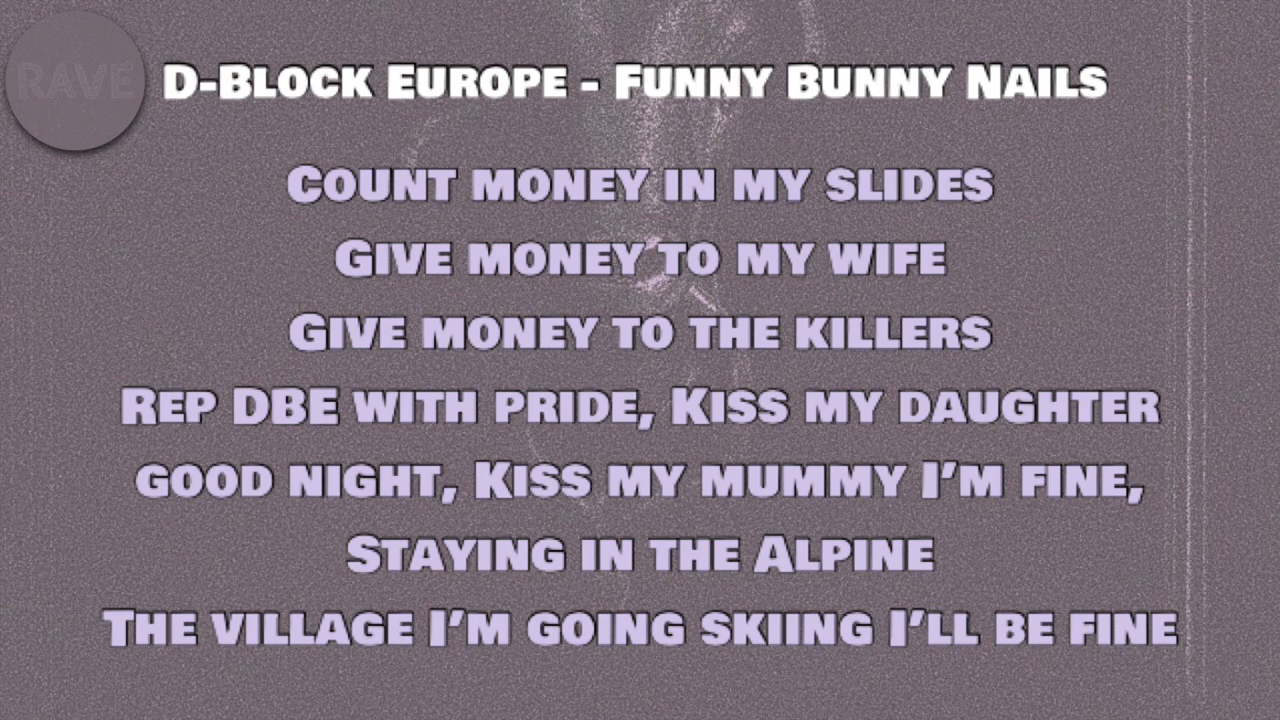 RAVE
D-Block Europe - Funny Bunny Nails
Count money in my slides
Give money to my wife
Give money to the killers
Rep DBE with pride, Kiss my daughter
good night, Kiss my mummy I'm fine,
Staying in the Alpine
The village I'm going skiing I'll be fine